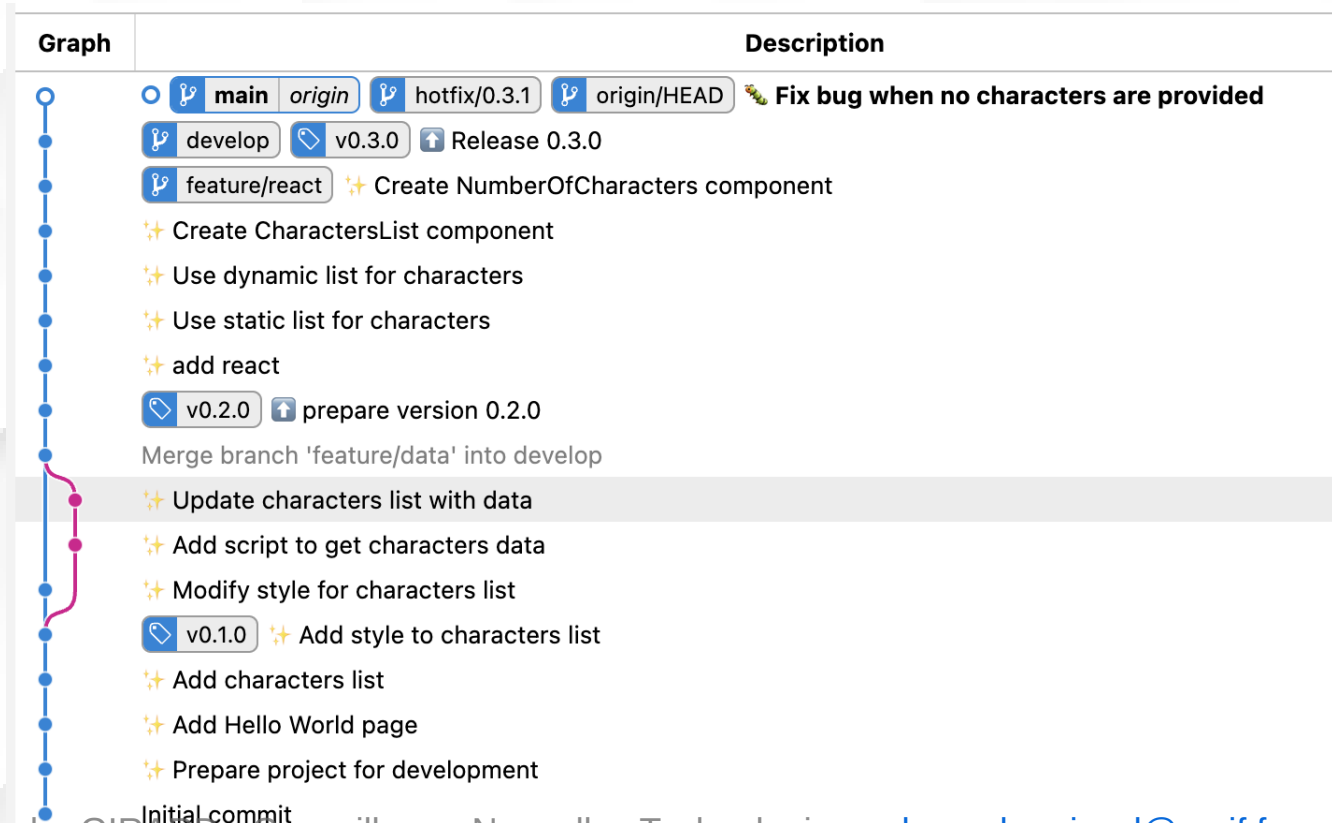 Graph Description
main origin hotfix/0.3.1 origin/HEAD 🐛 Fix bug when no characters are provided
develop v0.3.0 ⬆️ Release 0.3.0
feature/react ✨ Create NumberOfCharacters component
✨ Create CharactersList component
✨ Use dynamic list for characters
✨ Use static list for characters
✨ add react
v0.2.0 ⬆️ prepare version 0.2.0
Merge branch 'feature/data' into develop
✨ Update characters list with data
✨ Add script to get characters data
✨ Modify style for characters list
v0.1.0 ✨ Add style to characters list
✨ Add characters list
✨ Add Hello World page
✨ Prepare project for development
Initial commit